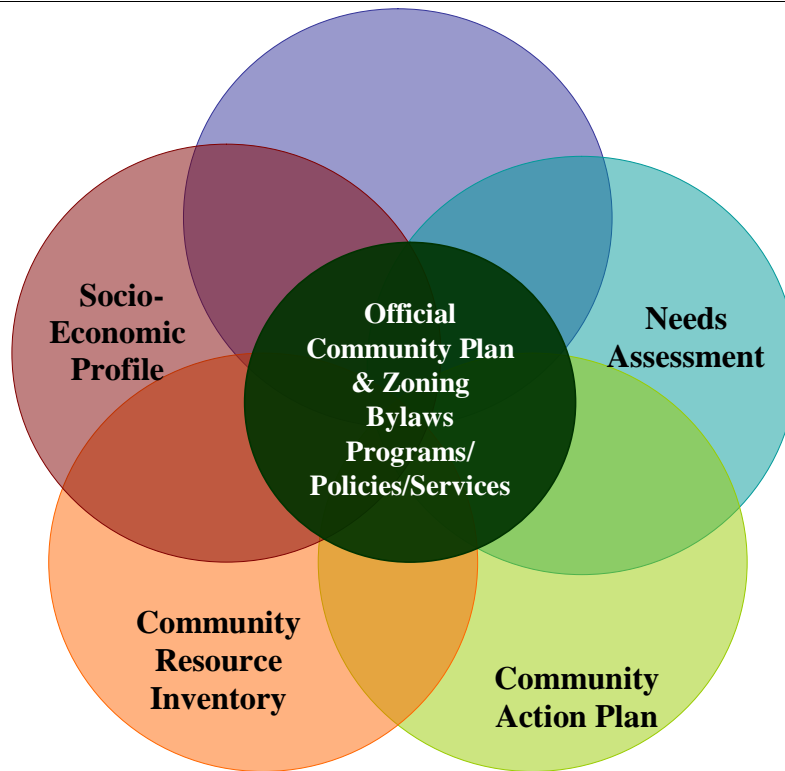 Socio-
Economic
Profile
Official
Community Plan
& Zoning
Bylaws
Programs/
Policies/Services
Needs
Assessment
Community
Resource
Inventory
Community
Action Plan